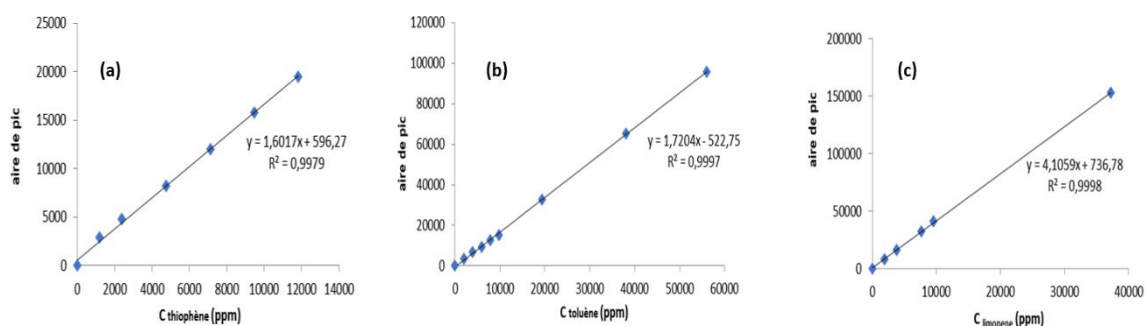 25000
20000
15000
10000
5000
0
aire de pic
(a)
y = 1,6017x + 596,27
R² = 0,9979
0 2000 4000 6000 8000 10000 12000 14000
C thiophène (ppm)
120000
100000
80000
60000
40000
20000
0
aire de pic
(b)
y = 1,7204x - 522,75
R² = 0,9997
0 10000 20000 30000 40000 50000 60000
C toluène (ppm)
200000
150000
100000
50000
0
aire de pic
(c)
y = 4,1059x + 736,78
R² = 0,9998
0 10000 20000 30000 40000
C limonene (ppm)